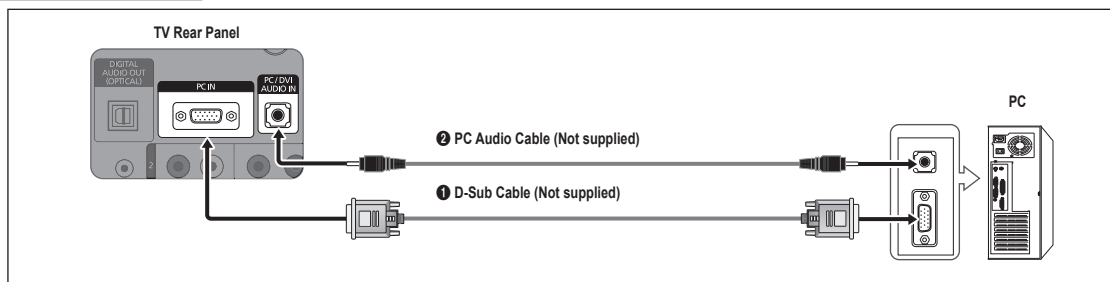 TV Rear Panel
DIGITAL
AUDIO OUT
(OPTICAL)
PC IN
PC/DVI
AUDIO IN
2
PC
❷ PC Audio Cable (Not supplied)
❶ D-Sub Cable (Not supplied)